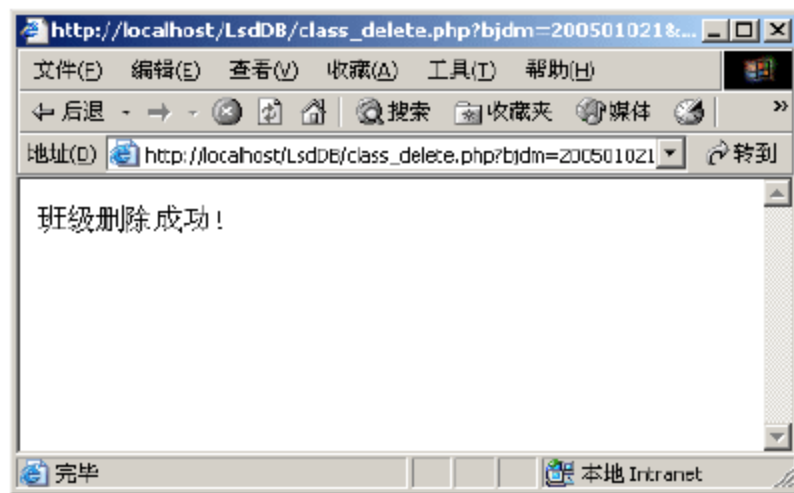 http://localhost/LsdDB/class_delete.php?bjdm=200501021&...
文件(F) 编辑(E) 查看(V) 收藏(A) 工具(T) 帮助(H)
后退 搜索 收藏夹 媒体 »
地址(D) http://localhost/LsdDB/class_delete.php?bjdm=200501021 转到
班级删除成功!
完毕 本地 Intranet